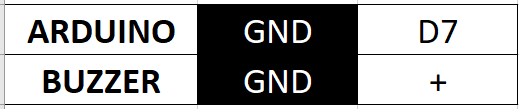 ARDUINO GND D7
BUZZER GND +